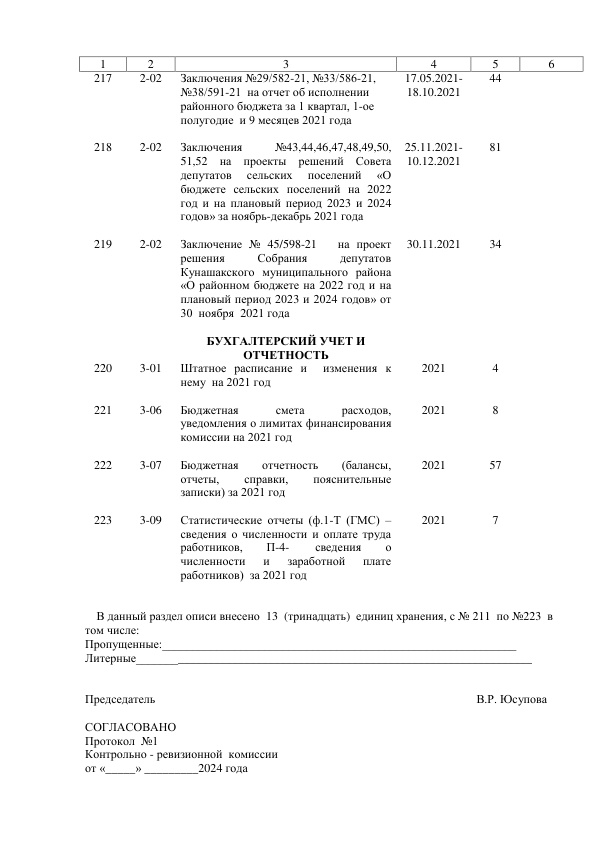 1 2 3 4 5 6
217 2-02 Заключения №29/582-21, №33/586-21, 17.05.2021- 44
№38/591-21 на отчет об исполнении 18.10.2021
районного бюджета за 1 квартал, 1-ое
полугодие и 9 месяцев 2021 года
218 2-02 Заключения №43,44,46,47,48,49,50, 25.11.2021- 81
51,52 на проекты решений Совета 10.12.2021
депутатов сельских поселений «О
бюджете сельских поселений на 2022
год и на плановый период 2023 и 2024
годов» за ноябрь-декабрь 2021 года
219 2-02 Заключение № 45/598-21 на проект 30.11.2021 34
решения Собрания депутатов
Кунашакского муниципального района
«О районном бюджете на 2022 год и на
плановый период 2023 и 2024 годов» от
30 ноября 2021 года
БУХГАЛТЕРСКИЙ УЧЕТ И
ОТЧЕТНОСТЬ
220 3-01 Штатное расписание и изменения к 2021 4
нему на 2021 год
221 3-06 Бюджетная смета расходов, 2021 8
уведомления о лимитах финансирования
комиссии на 2021 год
222 3-07 Бюджетная отчетность (балансы, 2021 57
отчеты, справки, пояснительные
записки) за 2021 год
223 3-09 Статистические отчеты (ф.1-Т (ГМС) – 2021 7
сведения о численности и оплате труда
работников, П-4- сведения о
численности и заработной плате
работников) за 2021 год
В данный раздел описи внесено 13 (тринадцать) единиц хранения, с № 211 по №223 в
том числе:
Пропущенные:____________________________________________________________
Литерные___________________________________________________________________
Председатель В.Р. Юсупова
СОГЛАСОВАНО
Протокол №1
Контрольно - ревизионной комиссии
от «_____» _________2024 года